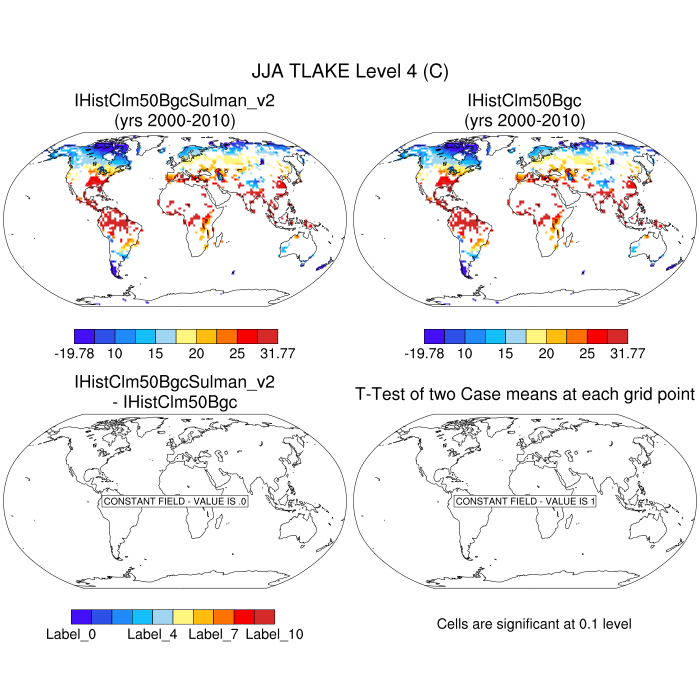 JJA TLAKE Level 4 (C)
IHistClm50BgcSulman_v2
(yrs 2000-2010)
IHistClm50Bgc
(yrs 2000-2010)
-19.78 10 15 20 25 31.77
-19.78 10 15 20 25 31.77
IHistClm50BgcSulman_v2
- IHistClm50Bgc
T-Test of two Case means at each grid point
CONSTANT FIELD - VALUE IS .0
CONSTANT FIELD - VALUE IS 1
Label_0 Label_4 Label_7 Label_10
Cells are significant at 0.1 level